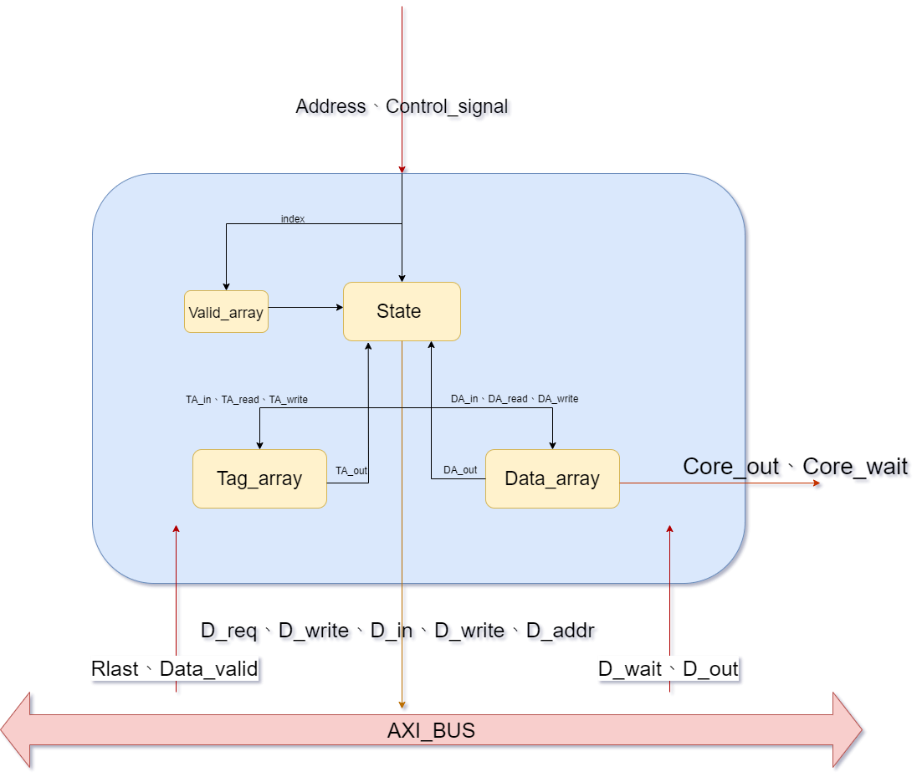 Address、Control_signal
index
Valid_array
State
TA_in、TA_read、TA_write
DA_in、DA_read、DA_write
TA_out
DA_out
Tag_array
Data_array
Core_out、Core_wait
D_req、D_write、D_in、D_write、D_addr
Rlast、Data_valid
D_wait、D_out
AXI_BUS